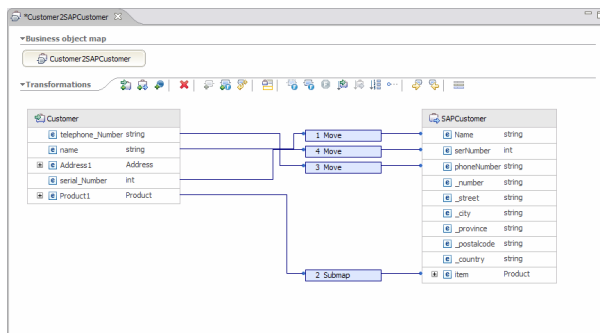 *Customer2SAPCustomer
Business object map
Customer2SAPCustomer
Transformations
Customer
telephone_Number string
name string
Address1 Address
serial_Number int
Product1 Product
1 Move
4 Move
3 Move
2 Submap
SAPCustomer
Name string
serNumber int
phoneNumber string
_number string
_street string
_city string
_province string
_postalcode string
_country string
item Product